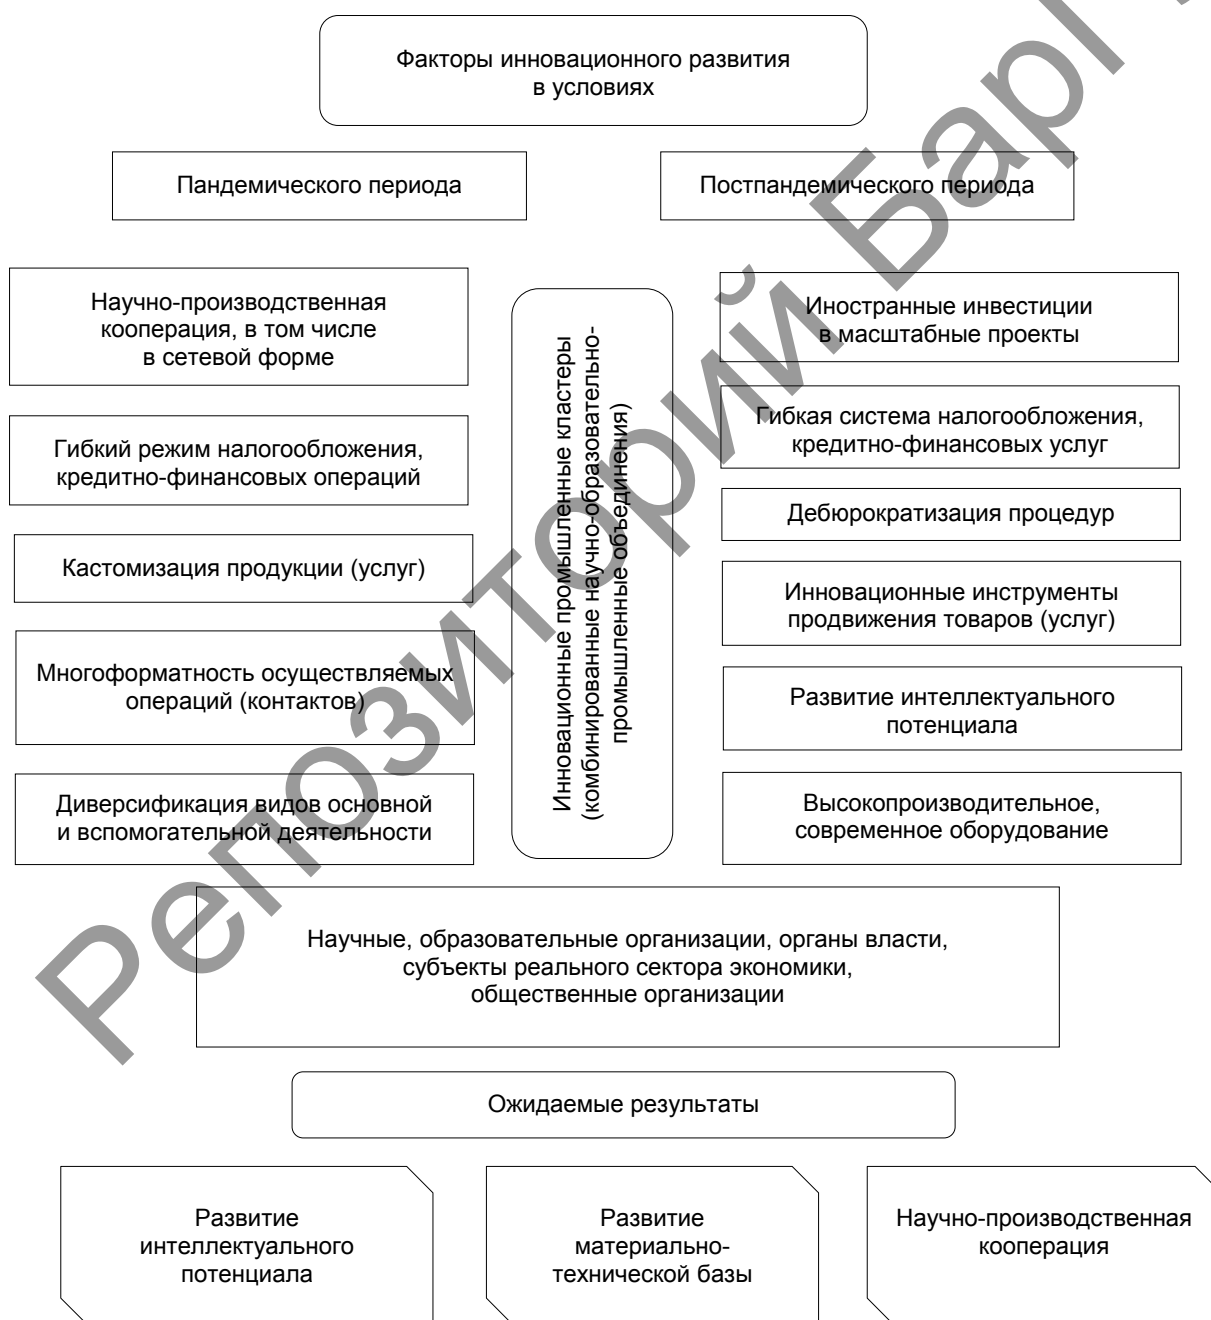 Факторы инновационного развития
в условиях
Пандемического периода
Постпандемического периода
Научно-производственная
кооперация, в том числе
в сетевой форме
Гибкий режим налогообложения,
кредитно-финансовых операций
Кастомизация продукции (услуг)
Многоформатность осуществляемых
операций (контактов)
Диверсификация видов основной
и вспомогательной деятельности
Инновационные промышленные кластеры
(комбинированные научно-образовательно-
промышленные объединения)
Иностранные инвестиции
в масштабные проекты
Гибкая система налогообложения,
кредитно-финансовых услуг
Дебюрократизация процедур
Инновационные инструменты
продвижения товаров (услуг)
Развитие интеллектуального
потенциала
Высокопроизводительное,
современное оборудование
Научные, образовательные организации, органы власти,
субъекты реального сектора экономики,
общественные организации
Ожидаемые результаты
Развитие
интеллектуального
потенциала
Развитие
материально-
технической базы
Научно-производственная
кооперация
Репозиторий